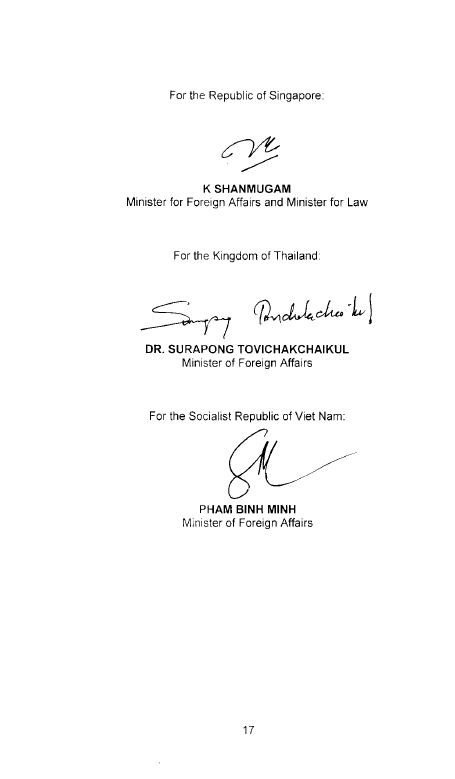 For the Republic of Singapore:
K SHANMUGAM
Minister for Foreign Affairs and Minister for Law
For the Kingdom of Thailand:
DR. SURAPONG TOVICHAKCHAIKUL
Minister of Foreign Affairs
For the Socialist Republic of Viet Nam:
PHAM BINH MINH
Minister of Foreign Affairs
17